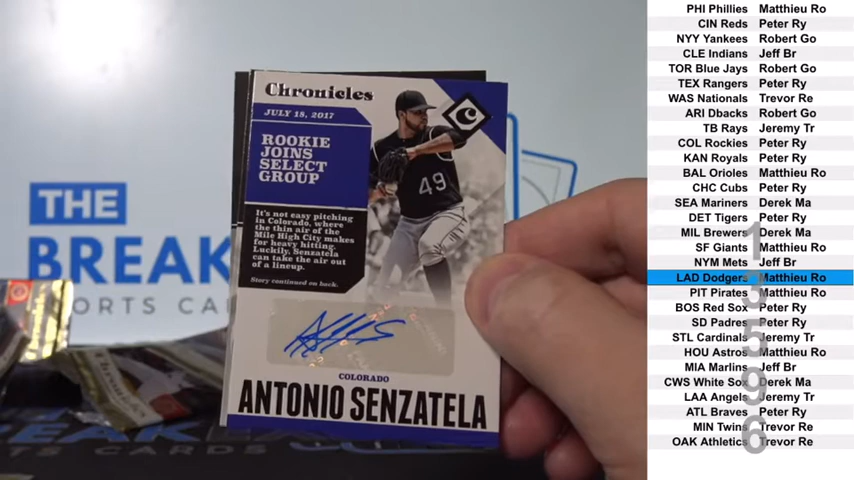 Chronicles
JULY 18, 2017
ROOKIE
JOINS
SELECT
GROUP
It's not easy pitching
in Colorado, where
the thin air of the
Mile High City makes
for heavy hitting.
Luckily, Senzatela
can take the air out
of a lineup.
Story continued on back.
49
COLORADO
ANTONIO SENZATELA
THE
BREAK
SPORTS CA
PHI Phillies Matthieu Ro
CIN Reds Peter Ry
NYY Yankees Robert Go
CLE Indians Jeff Br
TOR Blue Jays Robert Go
TEX Rangers Peter Ry
WAS Nationals Trevor Re
ARI Dbacks Robert Go
TB Rays Jeremy Tr
COL Rockies Peter Ry
KAN Royals Peter Ry
BAL Orioles Matthieu Ro
CHC Cubs Peter Ry
SEA Mariners Derek Ma
DET Tigers Peter Ry
MIL Brewers Derek Ma
SF Giants Matthieu Ro
NYM Mets Jeff Br
LAD Dodgers Matthieu Ro
PIT Pirates Matthieu Ro
BOS Red Sox Peter Ry
SD Padres Peter Ry
STL Cardinals Jeremy Tr
HOU Astros Matthieu Ro
MIA Marlins Jeff Br
CWS White Sox Derek Ma
LAA Angels Jeremy Tr
ATL Braves Peter Ry
MIN Twins Trevor Re
OAK Athletics Trevor Re